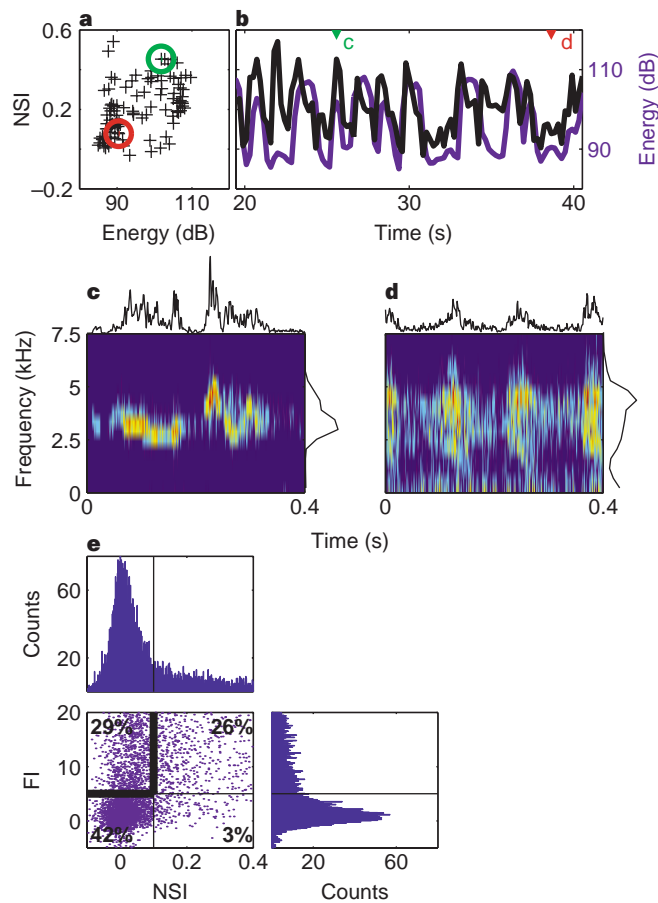 a
b
0.6
0.2
–0.2
NSI
90
110
Energy (dB)
c
d
110
90
Energy (dB)
20
30
40
Time (s)
c
d
7.5
5
2.5
0
Frequency (kHz)
0
0.4
0
0.4
Time (s)
e
60
20
Counts
20
10
0
FI
29%
26%
42%
3%
0
0.2
0.4
NSI
20
60
Counts